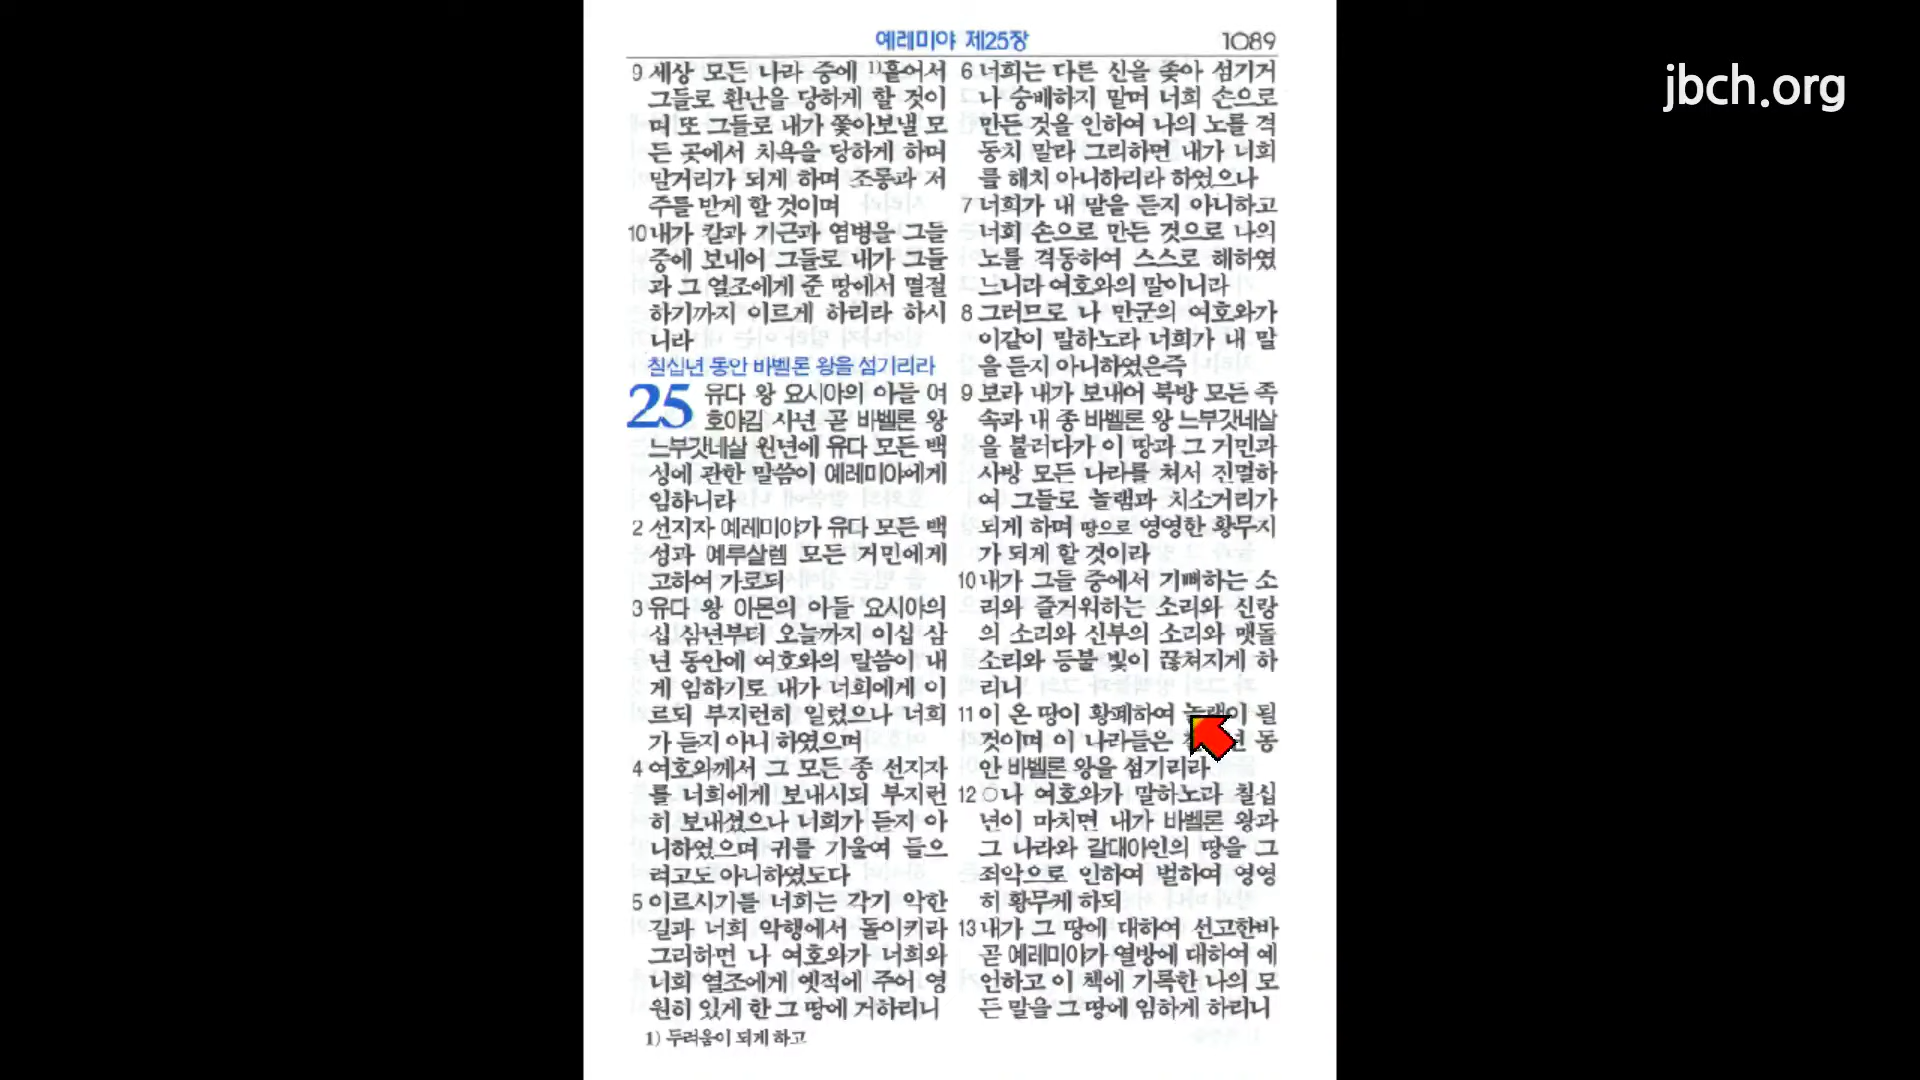 예레미야 제25장
1089
jbch.org
9 세상 모든 나라 중에 1)흩어서
그들로 환난을 당하게 할 것이
며 또 그들로 내가 쫓아보낼 모
든 곳에서 치욕을 당하게 하며
말거리가 되게 하며 조롱과 저
주를 받게 할 것이며
10 내가 칼과 기근과 염병을 그들
중에 보내어 그들로 내가 그들
과 그 열조에게 준 땅에서 멸절
하기까지 이르게 하리라 하시
니라
칠십년 동안 바벨론 왕을 섬기리라
25 유다 왕 요시야의 아들 여
호야김 사년 곧 바벨론 왕
느부갓네살 원년에 유다 모든 백
성에 관한 말씀이 예레미야에게
임하니라
2 선지자 예레미야가 유다 모든 백
성과 예루살렘 모든 거민에게
고하여 가로되
3 유다 왕 아몬의 아들 요시야의
십 삼년부터 오늘까지 이십 삼
년 동안에 여호와의 말씀이 내
게 임하기로 내가 너희에게 이
르되 부지런히 일렀으나 너희
가 듣지 아니 하였으며
4 여호와께서 그 모든 종 선지자
를 너희에게 보내시되 부지런
히 보내셨으나 너희가 듣지 아
니하였으며 귀를 기울여 들으
려고도 아니하였도다
5 이르시기를 너희는 각기 악한
길과 너희 악행에서 돌이키라
그리하면 나 여호와가 너희와
너희 열조에게 옛적에 주어 영
원히 있게 한 그 땅에 거하리니
1) 두려움이 되게 하고
6 너희는 다른 신을 좇아 섬기거
나 숭배하지 말며 너희 손으로
만든 것을 인하여 나의 노를 격
동치 말라 그리하면 내가 너희
를 해치 아니하리라 하였으나
7 너희가 내 말을 듣지 아니하고
너희 손으로 만든 것으로 나의
노를 격동하여 스스로 해하였
느니라 여호와의 말이니라
8 그러므로 나 만군의 여호와가
이같이 말하노라 너희가 내 말
을 듣지 아니하였은즉
9 보라 내가 보내어 북방 모든 족
속과 내 종 바벨론 왕 느부갓네살
을 불러다가 이 땅과 그 거민과
사방 모든 나라를 쳐서 진멸하
여 그들로 놀램과 치소거리가
되게 하며 땅으로 영영한 황무지
가 되게 할 것이라
10 내가 그들 중에서 기뻐하는 소
리와 즐거워하는 소리와 신랑
의 소리와 신부의 소리와 맷돌
소리와 등불 빛이 끊쳐지게 하
리니
11 이 온 땅이 황폐하여 놀램이 될
것이며 이 나라들은 동
안 바벨론 왕을 섬기리라
12 ○나 여호와가 말하노라 칠십
년이 마치면 내가 바벨론 왕과
그 나라와 갈대아인의 땅을 그
죄악으로 인하여 벌하여 영영
히 황무케 하되
13 내가 그 땅에 대하여 선고한바
곧 예레미야가 열방에 대하여 예
언하고 이 책에 기록한 나의 모
든 말을 그 땅에 임하게 하리니